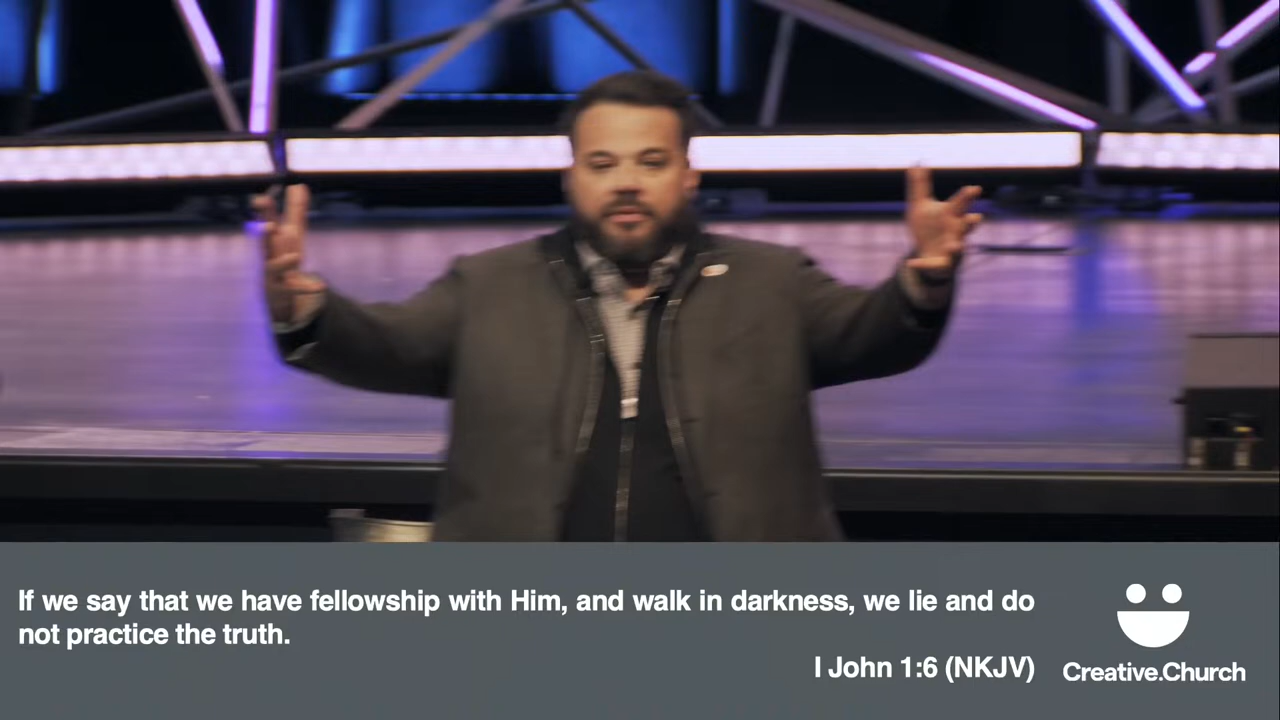 If we say that we have fellowship with Him, and walk in darkness, we lie and do
not practice the truth.
I John 1:6 (NKJV)
Creative.Church